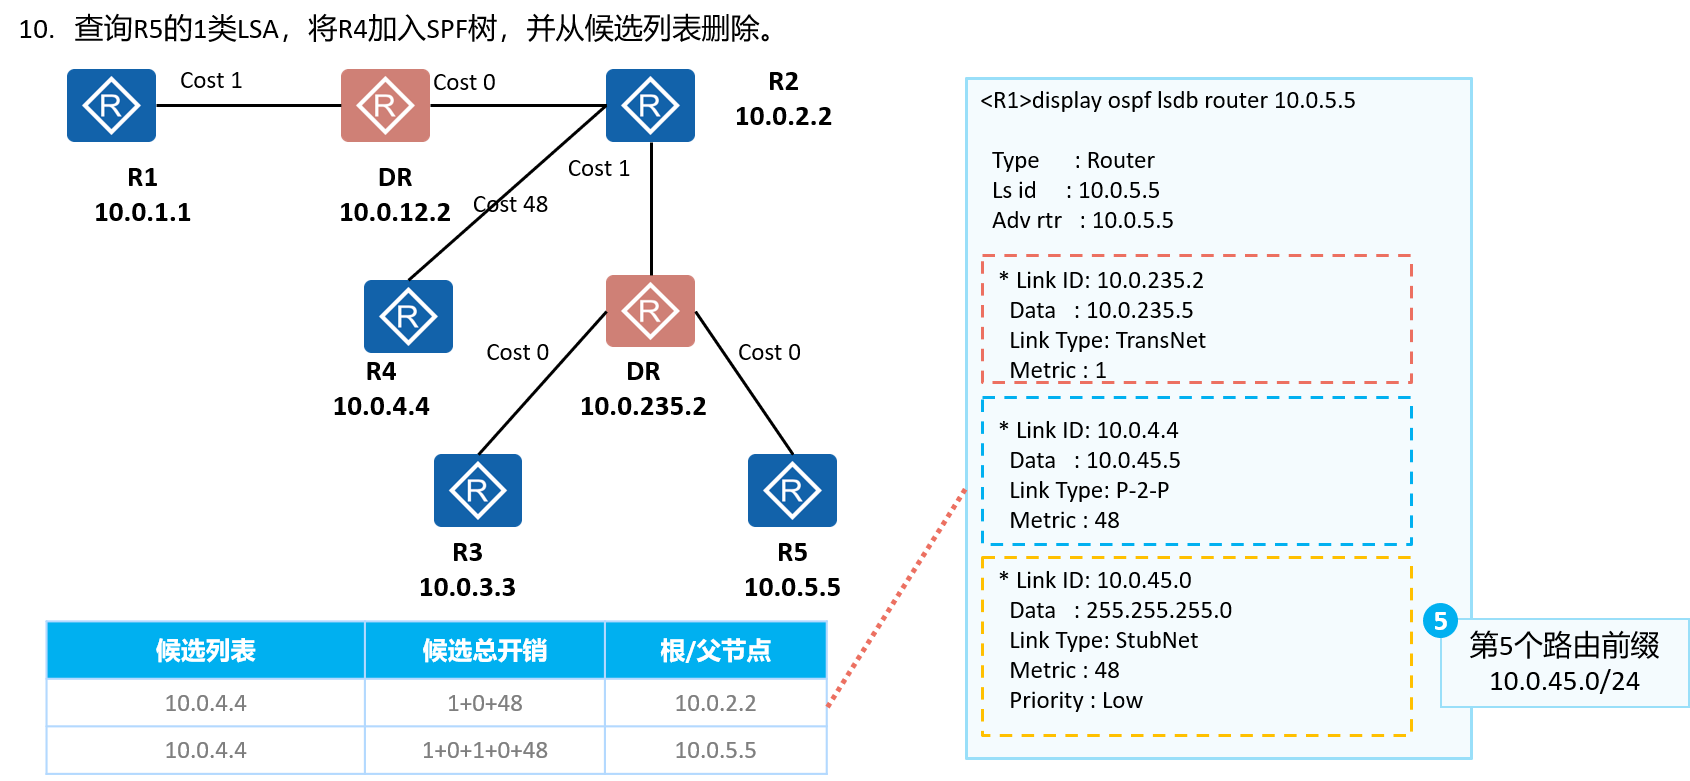 10. 查询R5的1类LSA，将R4加入SPF树，并从候选列表删除。
Cost 1
Cost 0
R1
10.0.1.1
DR
10.0.12.2
R2
10.0.2.2
Cost 48
Cost 1
R4
10.0.4.4
DR
10.0.235.2
Cost 0
Cost 0
R3
10.0.3.3
R5
10.0.5.5
候选列表 候选总开销 根/父节点
10.0.4.4 1+0+48 10.0.2.2
10.0.4.4 1+0+1+0+48 10.0.5.5
<R1>display ospf lsdb router 10.0.5.5
Type : Router
Ls id : 10.0.5.5
Adv rtr : 10.0.5.5
* Link ID: 10.0.235.2
Data : 10.0.235.5
Link Type: TransNet
Metric : 1
* Link ID: 10.0.4.4
Data : 10.0.45.5
Link Type: P-2-P
Metric : 48
* Link ID: 10.0.45.0
Data : 255.255.255.0
Link Type: StubNet
Metric : 48
Priority : Low
5
第5个路由前缀
10.0.45.0/24